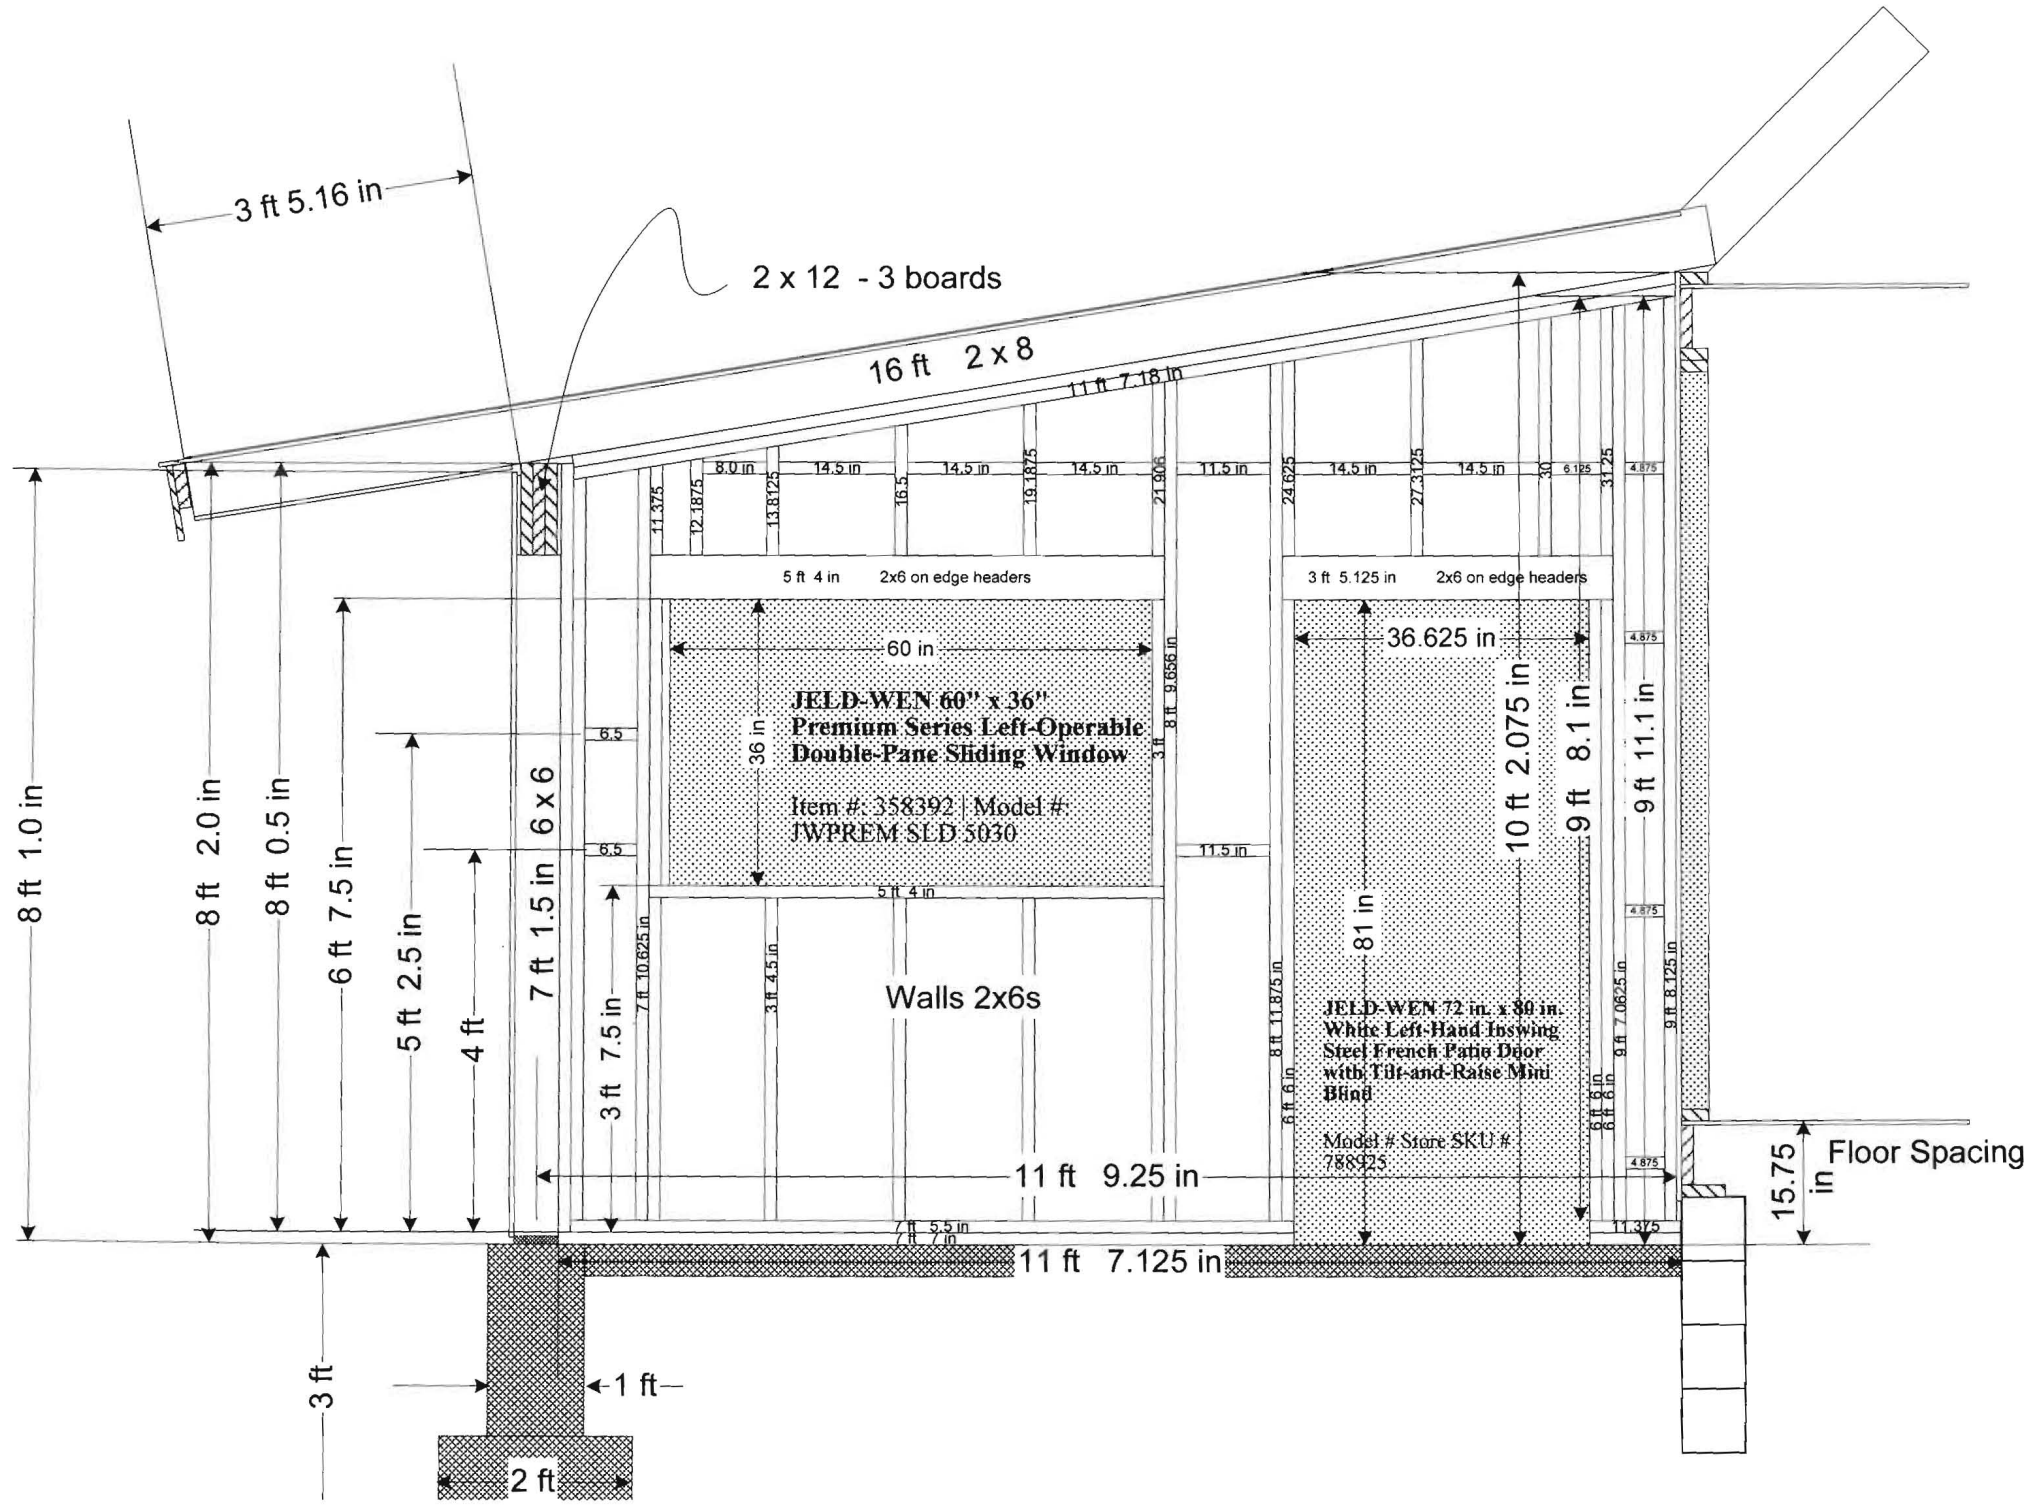 3 ft 5.16 in
2 x 12 - 3 boards
16 ft 2 x 8
11 ft 7.18 in
8.0 in
14.5 in
14.5 in
14.5 in
11.5 in
14.5 in
14.5 in
6.125
4.875
11.375
12.1875
13.8125
16.5
19.1875
21.906
24.625
27.3125
30
31.25
5 ft 4 in 2x6 on edge headers
3 ft 5.125 in 2x6 on edge headers
60 in
36.625 in
4.875
36 in
JELD-WEN 60" x 36"
Premium Series Left-Operable
Double-Pane Sliding Window
Item #: 358392 | Model #:
JWPREM SLD 5030
6.5
6.5
3 ft
8 ft 9.656 in
11.5 in
5 ft 4 in
8 ft 1.0 in
8 ft 2.0 in
8 ft 0.5 in
6 ft 7.5 in
5 ft 2.5 in
4 ft
7 ft 1.5 in 6 x 6
3 ft 7.5 in
7 ft 10.625 in
3 ft 4.5 in
Walls 2x6s
8 ft 11.875 in
6 ft 6 in
81 in
10 ft 2.075 in
9 ft 8.1 in
9 ft 11.1 in
4.875
JELD-WEN 72 in. x 80 in.
White Left-Hand Inswing
Steel French Patio Door
with Tilt-and-Raise Mini
Blind
Model # Store SKU #
788925
6 ft 6 in
6 ft 6 in
9 ft 7.0625 in
9 ft 8.125 in
4.875
11 ft 9.25 in
15.75
in
Floor Spacing
7 ft 5.5 in
7 ft 7 in
11.375
11 ft 7.125 in
3 ft
1 ft
2 ft